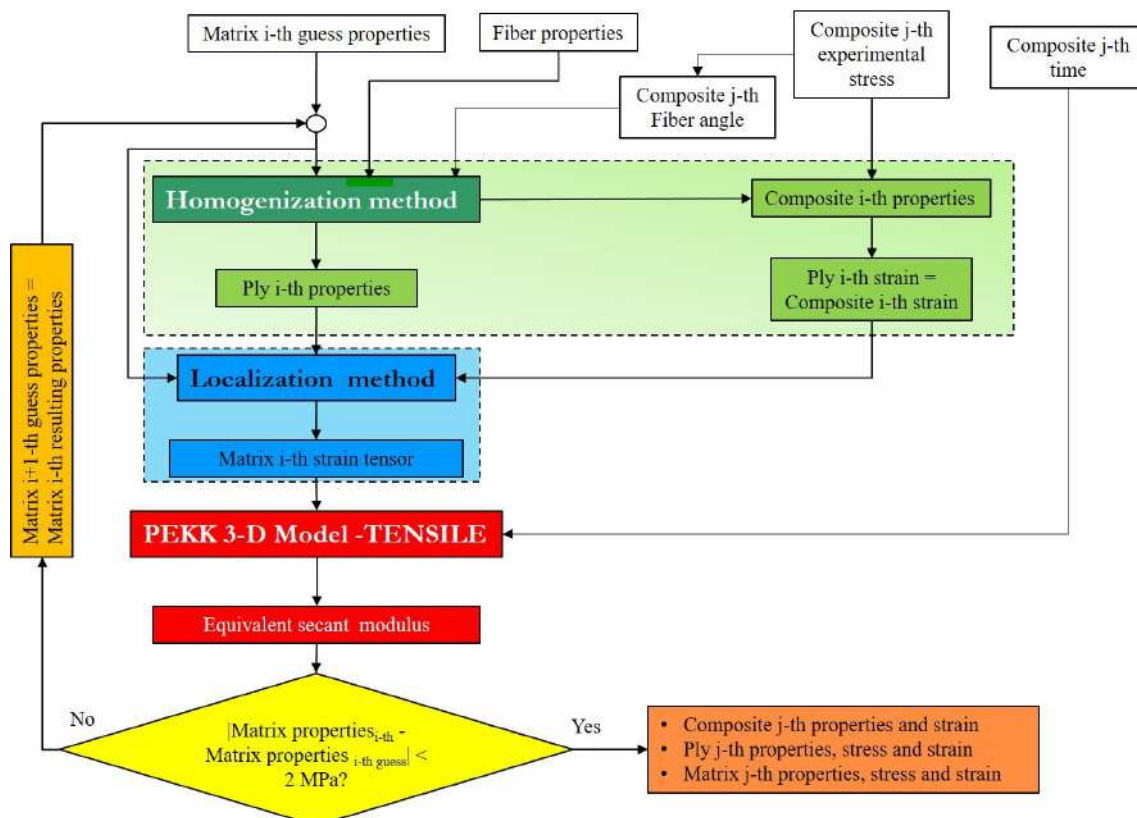 Matrix i-th guess properties
Fiber properties
Composite j-th
experimental
stress
Composite j-th
time
Composite j-th
Fiber angle
Homogenization method
Composite i-th properties
Ply i-th properties
Ply i-th strain =
Composite i-th strain
Matrix i+1-th guess properties =
Matrix i-th resulting properties
Localization method
Matrix i-th strain tensor
PEKK 3-D Model -TENSILE
Equivalent secant modulus
No
|Matrix properties i-th -
Matrix properties i-th guess| <
2 MPa?
Yes
• Composite j-th properties and strain
• Ply j-th properties, stress and strain
• Matrix j-th properties, stress and strain